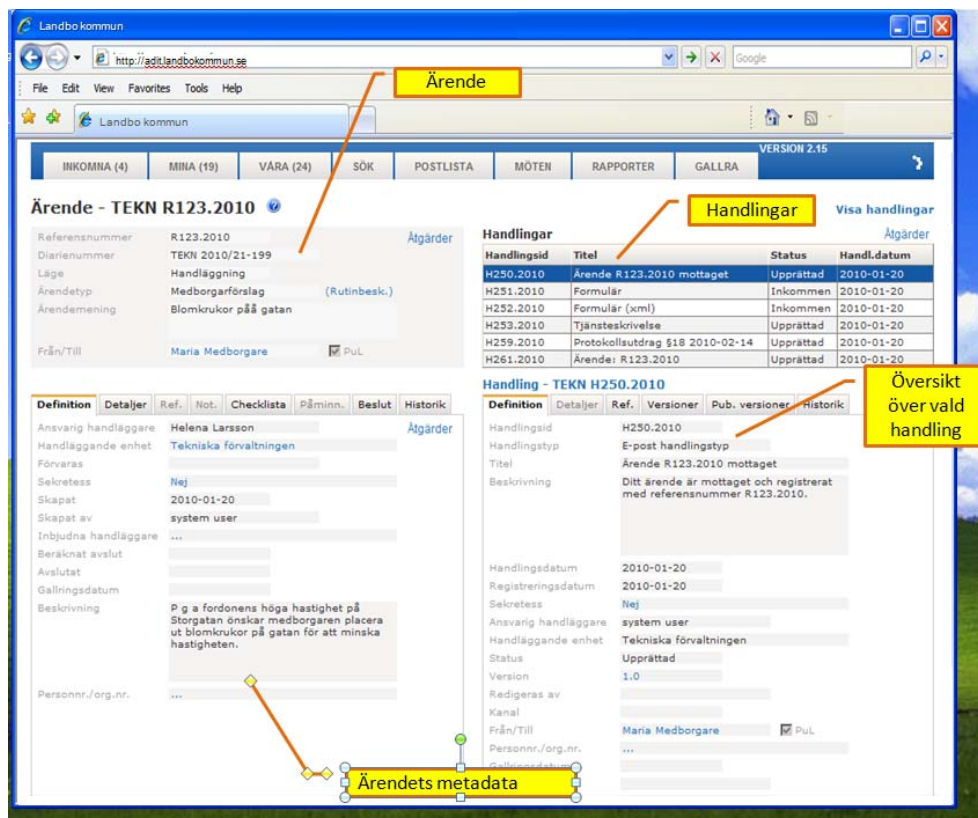 Landbo kommun
http://adit.landbokommun.se
Google
File Edit View Favorites Tools Help
Landbo kommun
Ärende
VERSION 2.15
INKOMNA (4) MINA (19) VÅRA (24) SÖK POSTLISTA MÖTEN RAPPORTER GALLRA
Ärende - TEKN R123.2010
Handlingar
Visa handlingar
Referensnummer R123.2010 Åtgärder
Diarienummer TEKN 2010/21-199
Läge Handläggning
Ärendetyp Medborgarförslag (Rutinbesk.)
Ärendemening Blomkrukor påå gatan
Från/Till Maria Medborgare PuL
Handlingar Åtgärder
Handlingsid Titel Status Handl.datum
H250.2010 Ärende R123.2010 mottaget Upprättad 2010-01-20
H251.2010 Formulär Inkommen 2010-01-20
H252.2010 Formulär (xml) Inkommen 2010-01-20
H253.2010 Tjänsteskrivelse Upprättad 2010-01-20
H259.2010 Protokollsutdrag §18 2010-02-14 Upprättad 2010-01-20
H261.2010 Ärende: R123.2010 Upprättad 2010-01-20
Definition Detaljer Ref. Not. Checklista Påminn. Beslut Historik
Ansvarig handläggare Helena Larsson Åtgärder
Handläggande enhet Tekniska förvaltningen
Förvaras
Sekretess Nej
Skapat 2010-01-20
Skapat av system user
Inbjudna handläggare ...
Beräknat avslut
Avslutat
Gallringsdatum
Beskrivning P g a fordonens höga hastighet på
Storgatan önskar medborgaren placera
ut blomkrukor på gatan för att minska
hastigheten.
Personnr./org.nr. ...
Ärendets metadata
Handling - TEKN H250.2010
Översikt
över vald
handling
Definition Detaljer Ref. Versioner Pub. versioner Historik
Handlingsid H250.2010
Handlingstyp E-post handlingstyp
Titel Ärende R123.2010 mottaget
Beskrivning Ditt ärende är mottaget och registrerat
med referensnummer R123.2010.
Handlingsdatum 2010-01-20
Registreringsdatum 2010-01-20
Sekretess Nej
Ansvarig handläggare system user
Handläggande enhet Tekniska förvaltningen
Status Upprättad
Version 1.0
Redigeras av
Kanal
Från/Till Maria Medborgare PuL
Personnr./org.nr. ...
Gallringsdatum